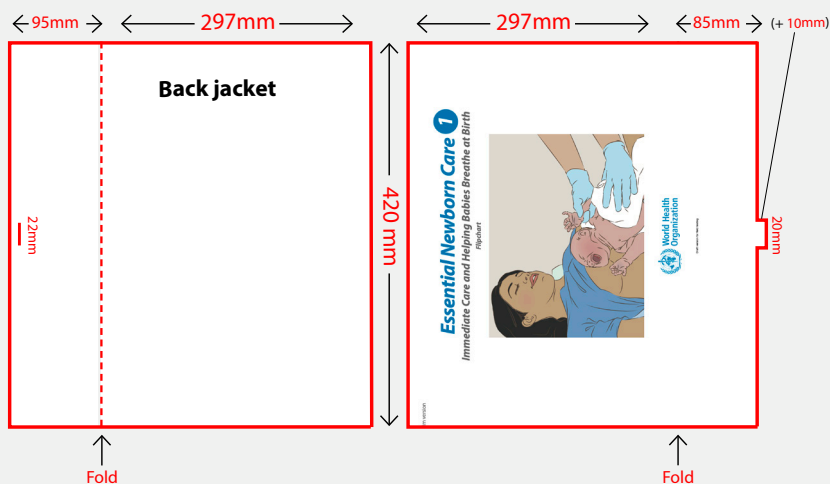 95mm
297mm
297mm
85mm
(+ 10mm)
Back jacket
420 mm
22mm
20mm
Essential Newborn Care 1
Immediate Care and Helping Babies Breathe at Birth
Flipchart
World Health
Organization
Fold
Fold